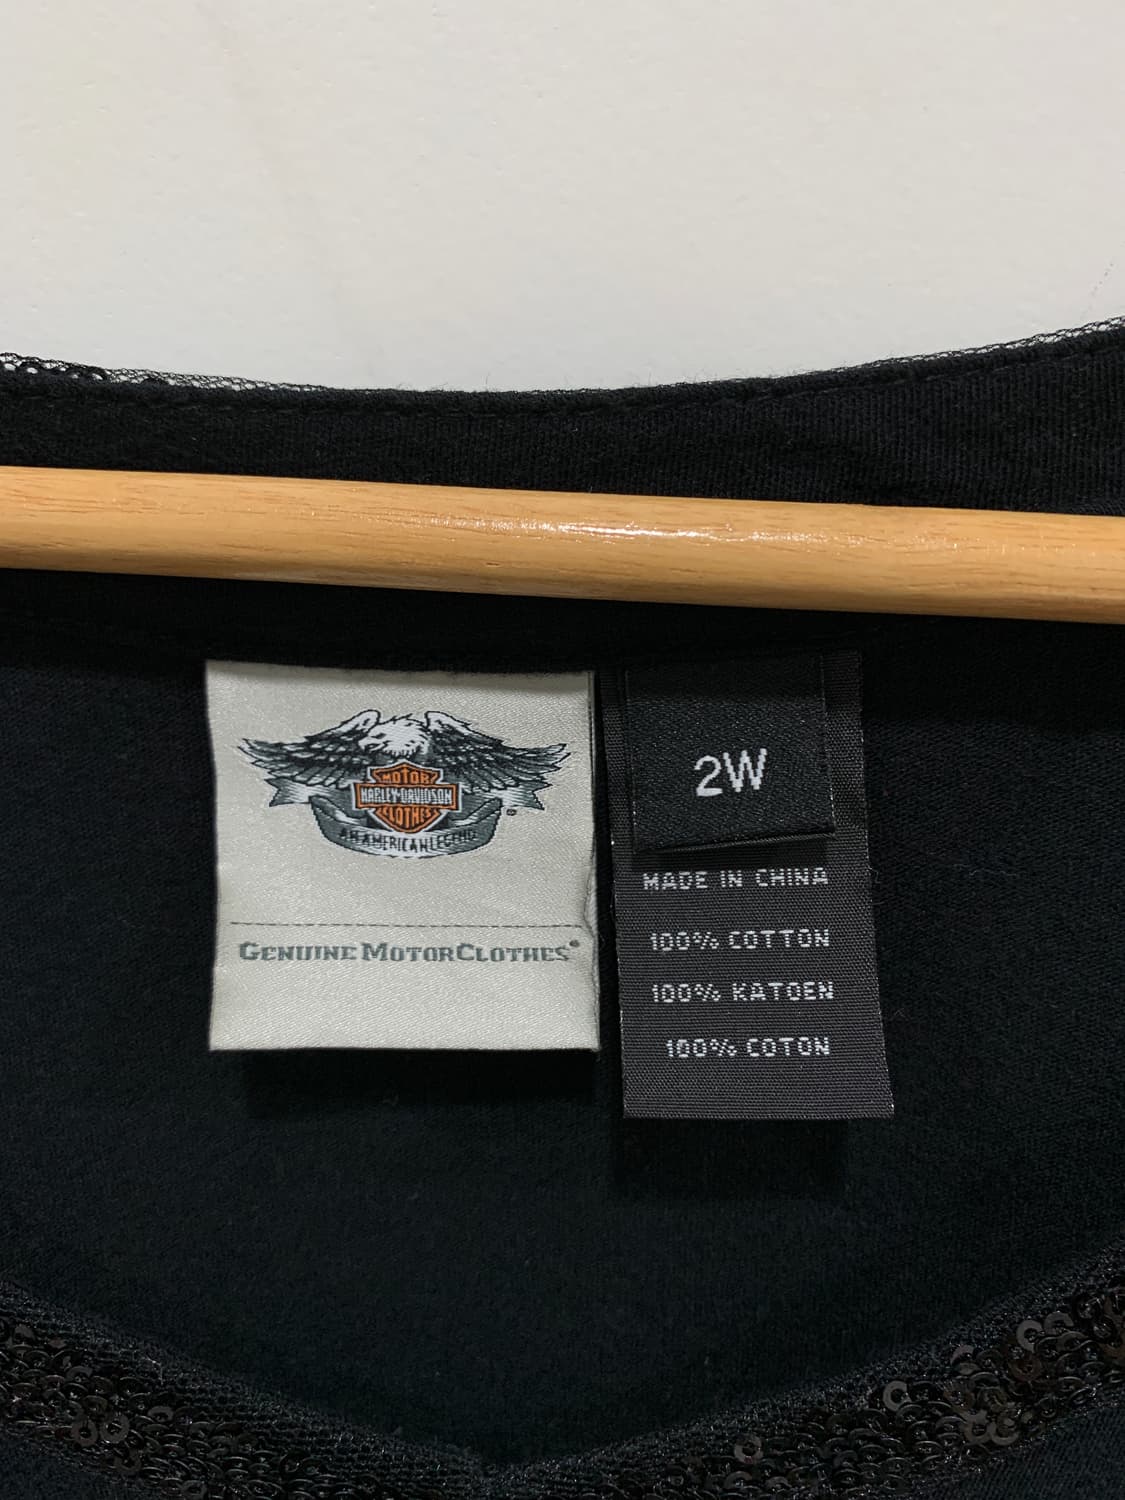 MOTOR
HARLEY-DAVIDSON
CLOTHES
®
AN AMERICAN LEGEND
GENUINE MOTORCLOTHES®
2W
MADE IN CHINA
100% COTTON
100% KATOEN
100% COTON